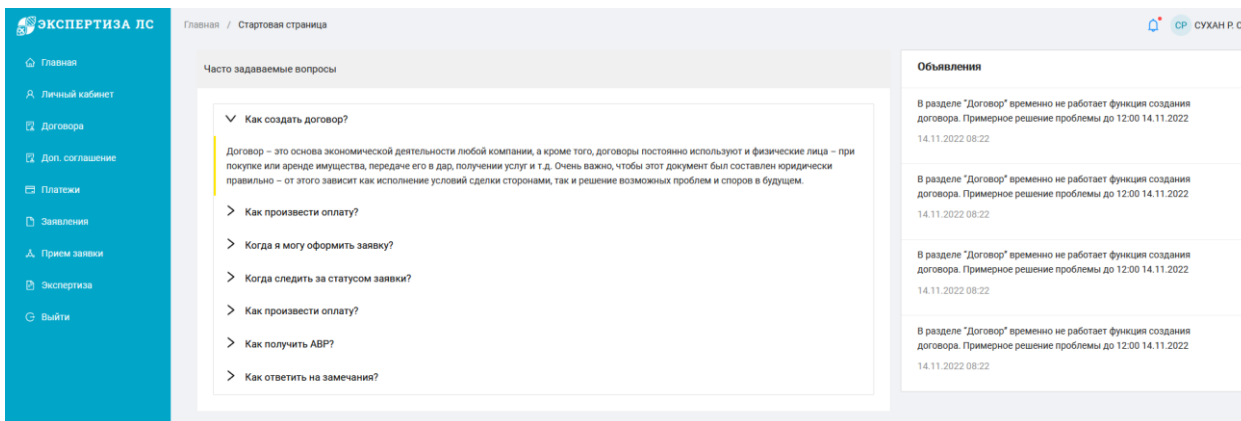 ЭКСПЕРТИЗА ЛС
Главная / Стартовая страница
СР СУХАН Р. С
Главная
Личный кабинет
Договора
Доп. соглашение
Платежи
Заявления
Прием заявки
Экспертиза
Выйти
Часто задаваемые вопросы
Как создать договор?
Договор – это основа экономической деятельности любой компании, а кроме того, договоры постоянно используют и физические лица – при
покупке или аренде имущества, передаче его в дар, получении услуг и т.д. Очень важно, чтобы этот документ был составлен юридически
правильно – от этого зависит как исполнение условий сделки сторонами, так и решение возможных проблем и споров в будущем.
Как произвести оплату?
Когда я могу оформить заявку?
Когда следить за статусом заявки?
Как произвести оплату?
Как получить АВР?
Как ответить на замечания?
Объявления
В разделе "Договор" временно не работает функция создания
договора. Примерное решение проблемы до 12:00 14.11.2022
14.11.2022 08:22
В разделе "Договор" временно не работает функция создания
договора. Примерное решение проблемы до 12:00 14.11.2022
14.11.2022 08:22
В разделе "Договор" временно не работает функция создания
договора. Примерное решение проблемы до 12:00 14.11.2022
14.11.2022 08:22
В разделе "Договор" временно не работает функция создания
договора. Примерное решение проблемы до 12:00 14.11.2022
14.11.2022 08:22